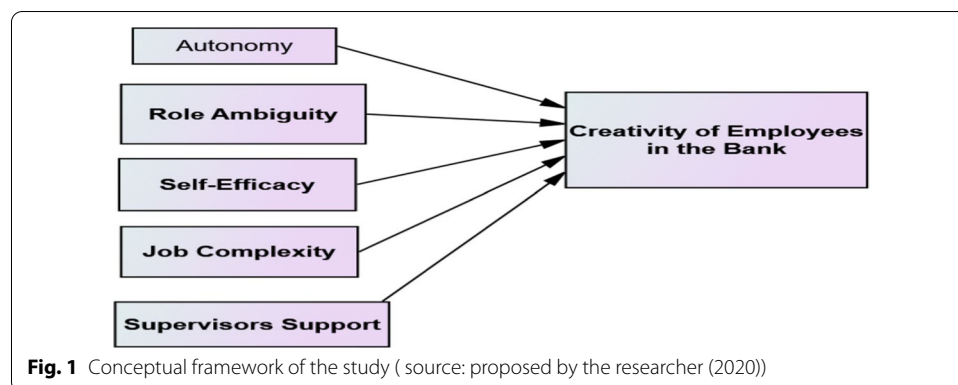 Autonomy
Role Ambiguity
Self-Efficacy
Job Complexity
Supervisors Support
Creativity of Employees
in the Bank
Fig. 1 Conceptual framework of the study ( source: proposed by the researcher (2020))